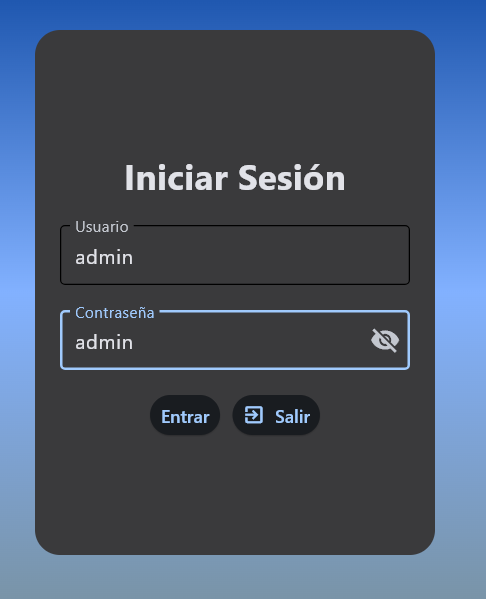 Iniciar Sesión
Usuario
admin
Contraseña
admin
Entrar
Salir